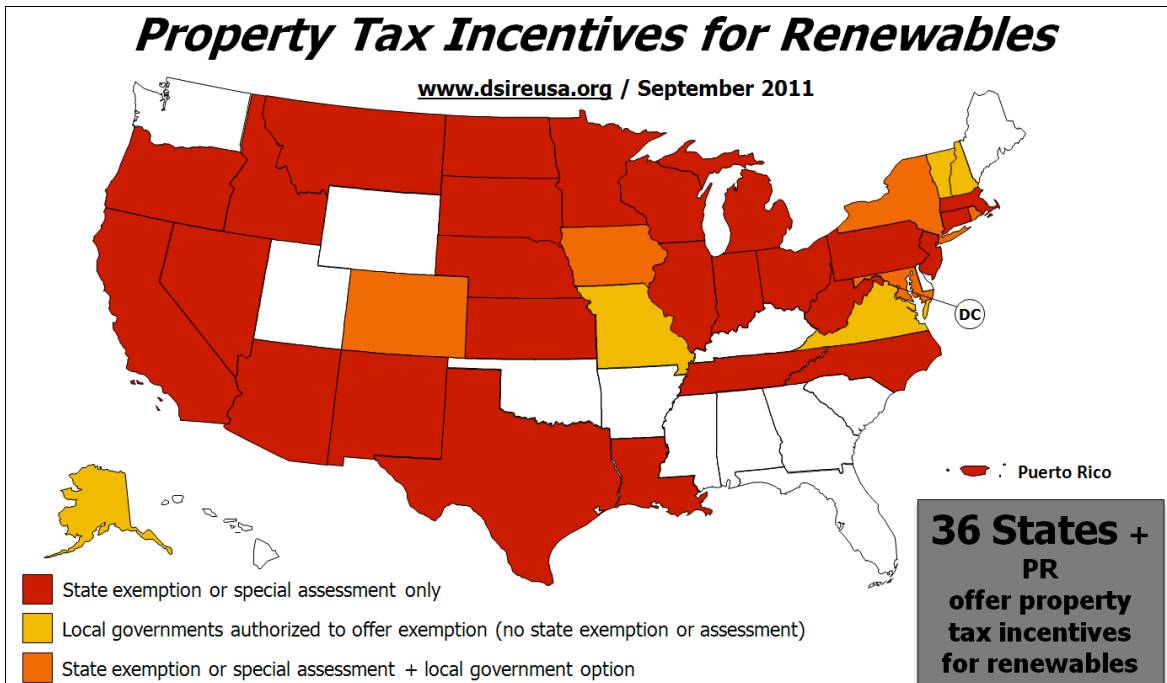 Property Tax Incentives for Renewables
www.dsireusa.org / September 2011
DC
Puerto Rico
36 States +
PR
offer property
tax incentives
for renewables
State exemption or special assessment only
Local governments authorized to offer exemption (no state exemption or assessment)
State exemption or special assessment + local government option